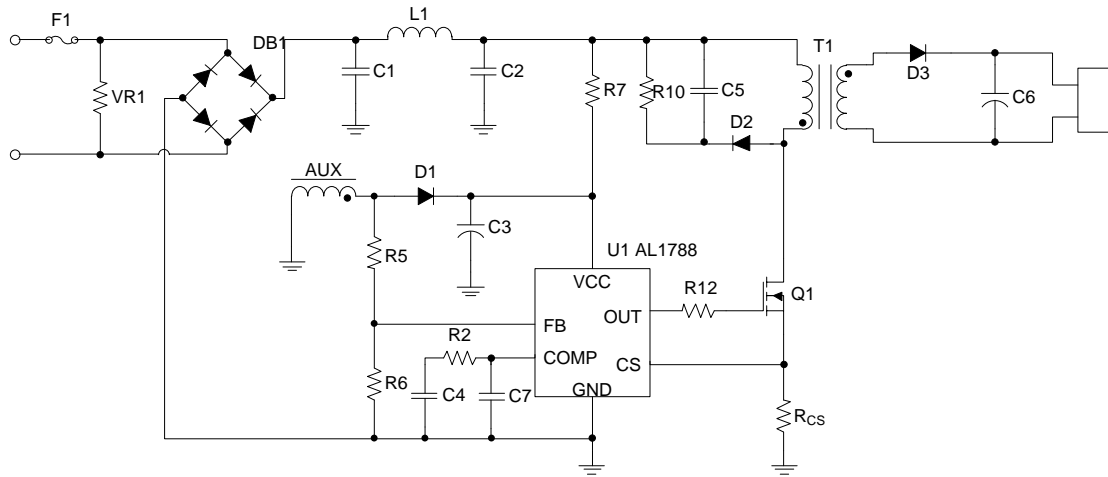 F1
L1
DB1
T1
C1
C2
R7
R10
C5
D3
C6
VR1
D2
AUX
D1
C3
R5
U1 AL1788
VCC
R12
Q1
OUT
FB
R2
COMP
CS
R6
C4
C7
GND
RCS